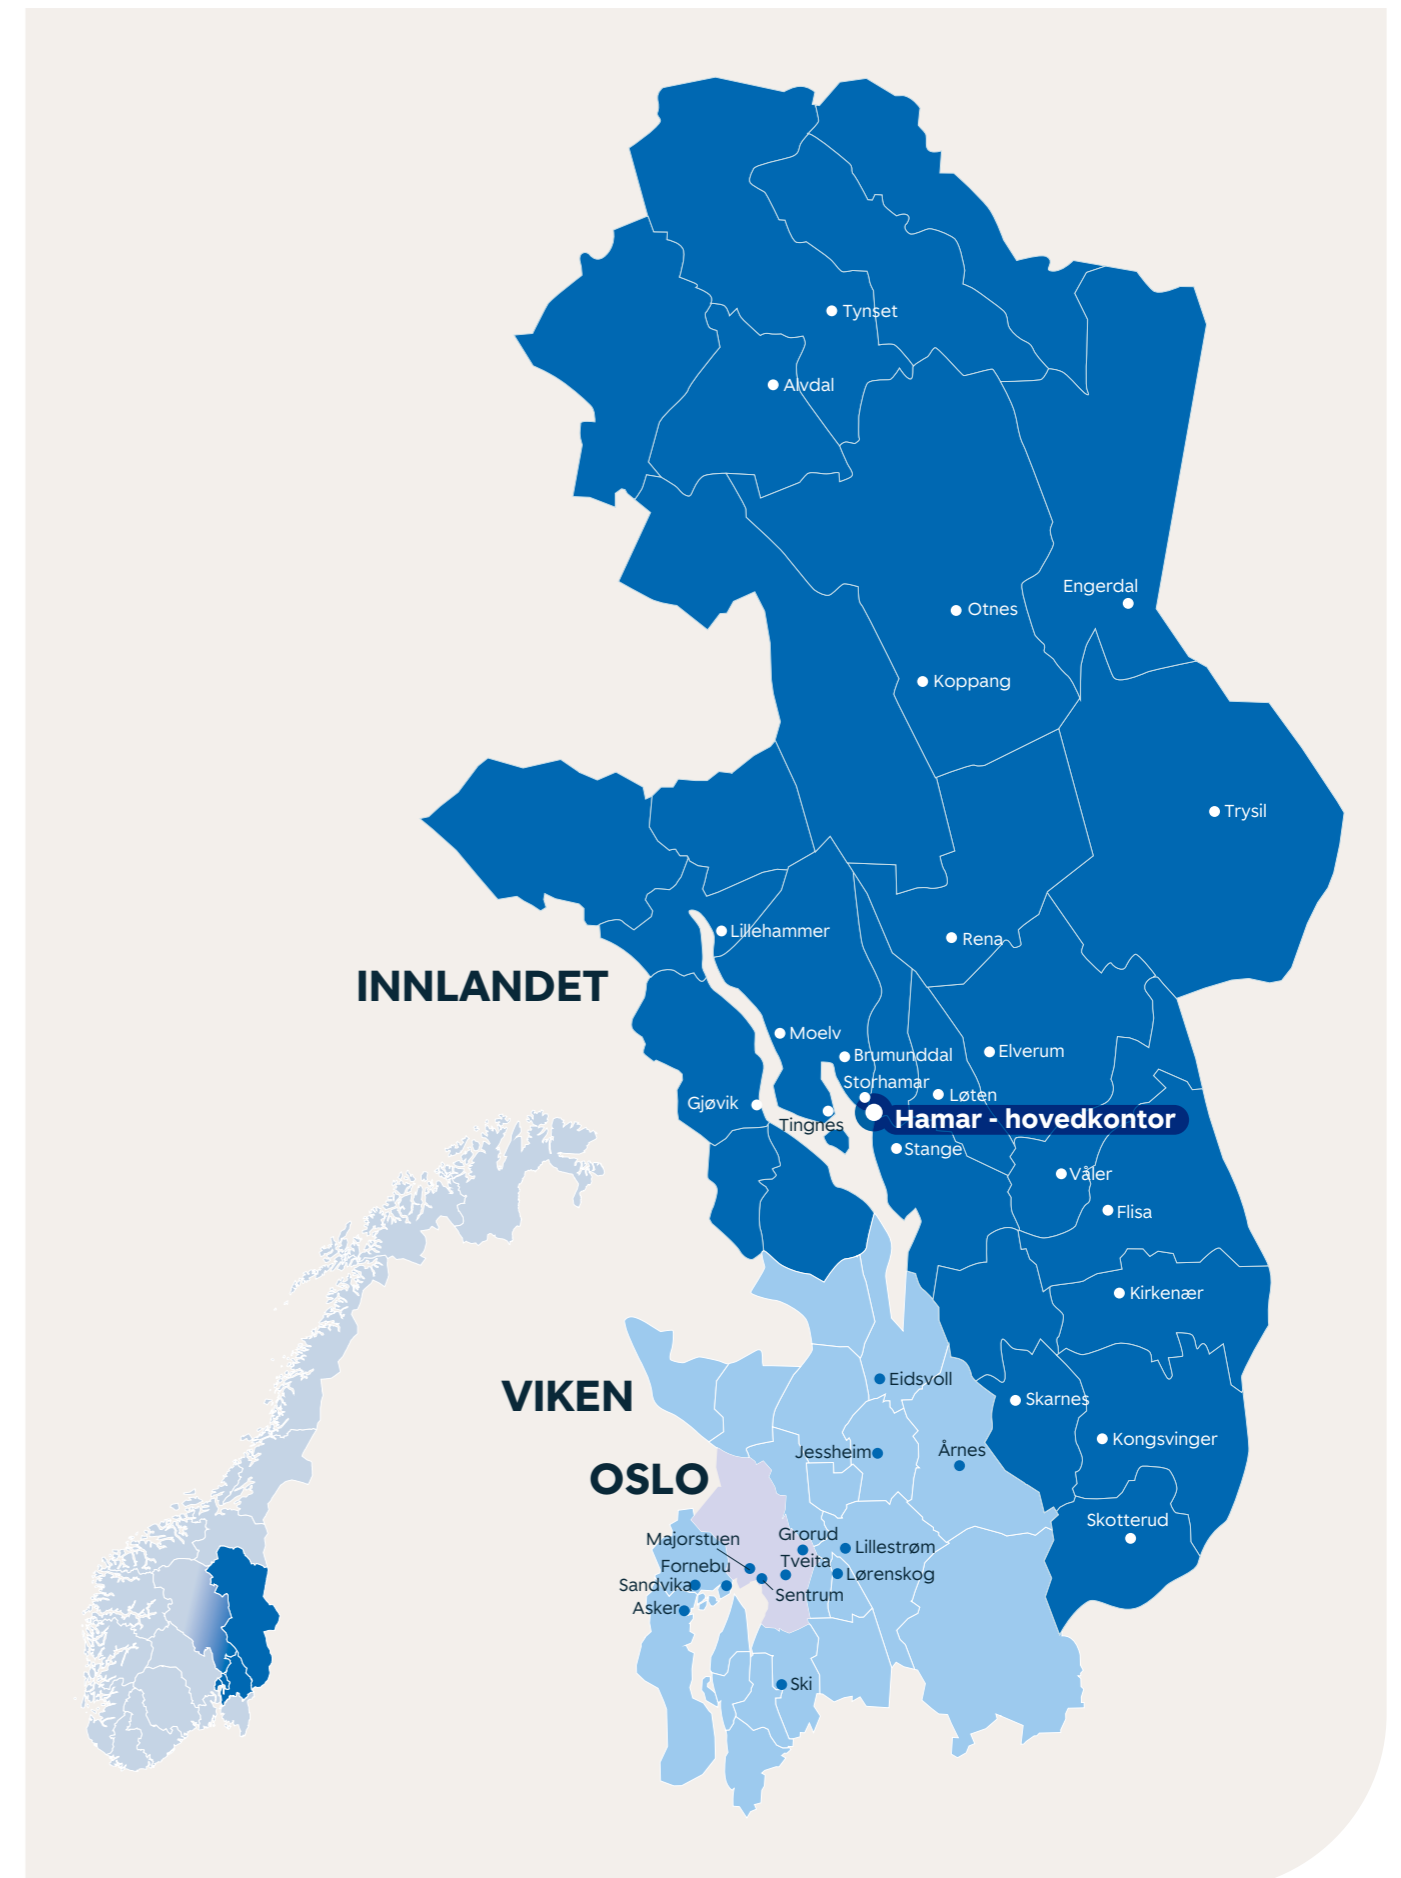 Tynset
Alvdal
Engerdal
Otnes
Koppang
Trysil
Lillehammer
Rena
INNLANDET
Moelv
Brumunddal
Elverum
Storhamar
Løten
Gjøvik
Hamar - hovedkontor
Tingnes
Stange
Våler
Flisa
Kirkenær
Eidsvoll
VIKEN
Skarnes
Kongsvinger
Jessheim
Årnes
OSLO
Skotterud
Grorud
Majorstuen
Lillestrøm
Tveita
Fornebu
Lørenskog
Sandvika
Sentrum
Asker
Ski